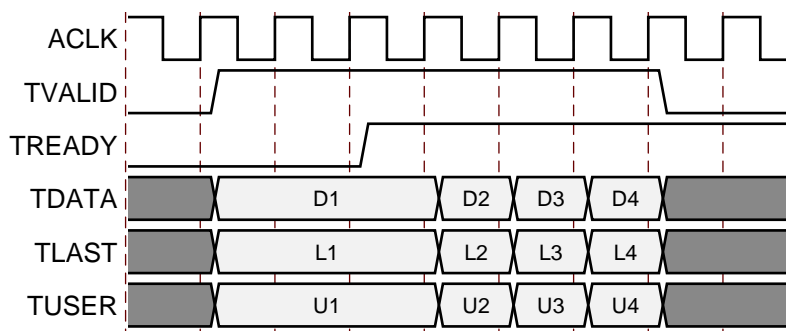 ACLK
TVALID
TREADY
TDATA D1 D2 D3 D4
TLAST L1 L2 L3 L4
TUSER U1 U2 U3 U4